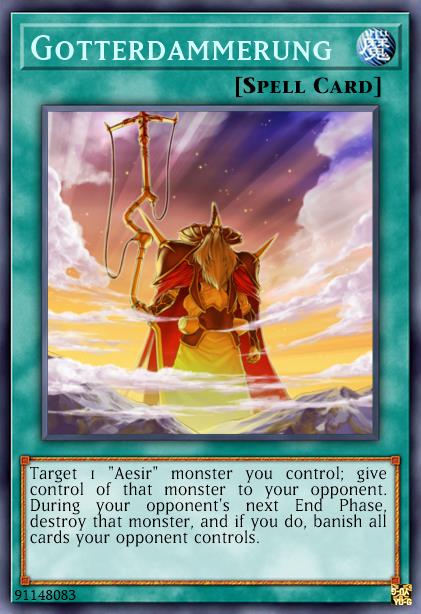 GOTTERDAMMERUNG
魔
[SPELL CARD]
Target 1 "Aesir" monster you control; give
control of that monster to your opponent.
During your opponent's next End Phase,
destroy that monster, and if you do, banish all
cards your opponent controls.
91148083